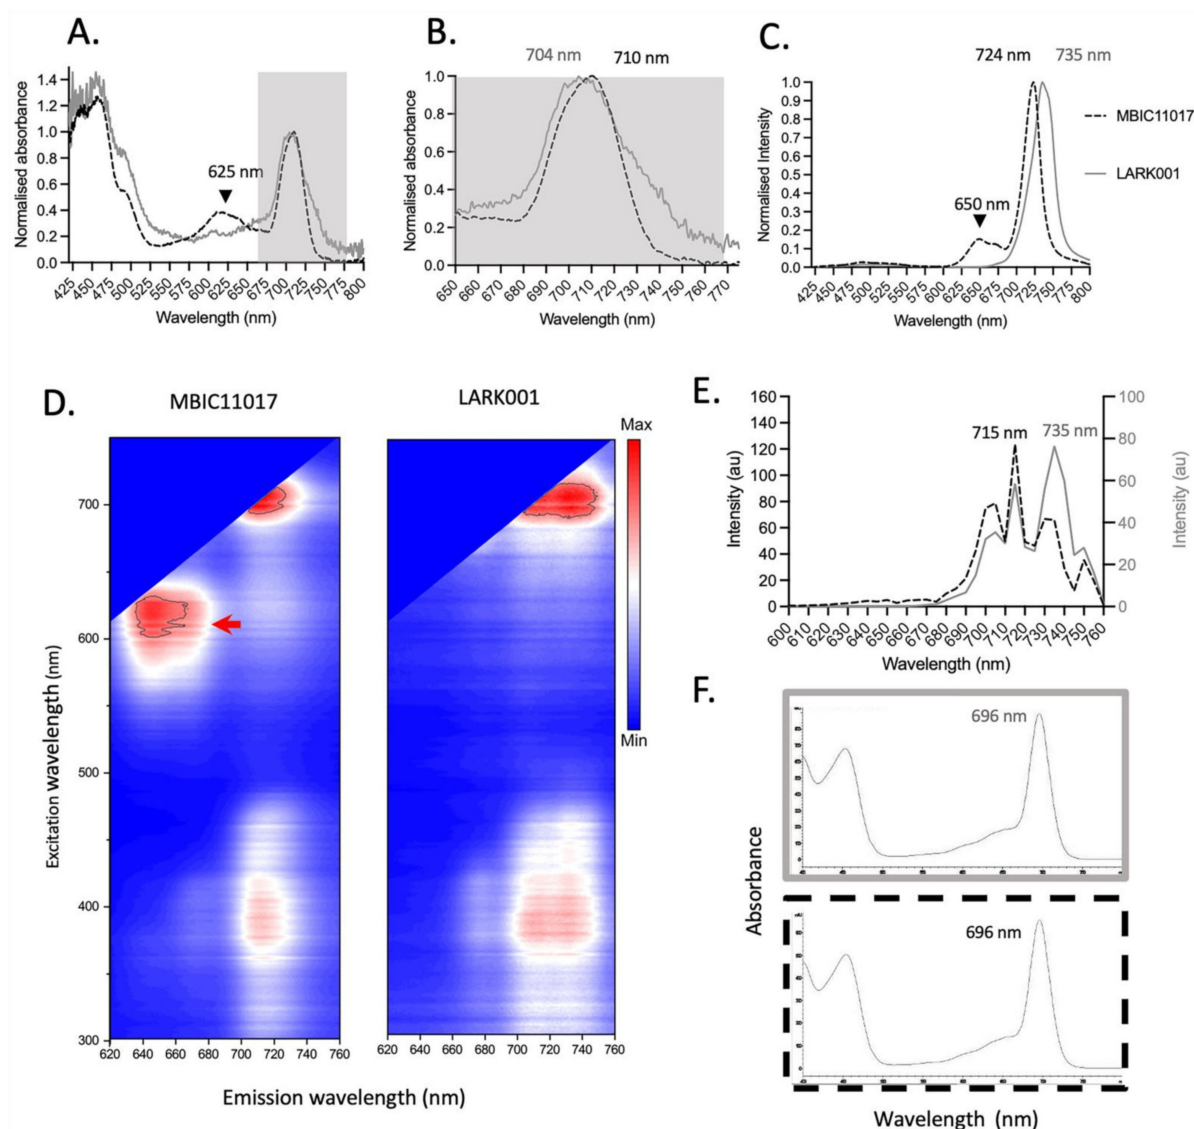 A.
1.4
1.2
1.0
0.8
0.6
0.4
0.2
0.0
Normalised absorbance
625 nm
425 450 475 500 525 550 575 600 625 650 675 700 725 750 775 800
Wavelength (nm)
B.
704 nm 710 nm
1.0
0.8
0.6
0.4
0.2
0.0
Normalised absorbance
650 660 670 680 690 700 710 720 730 740 750 760 770
Wavelength (nm)
C.
724 nm 735 nm
1.0
0.9
0.8
0.7
0.6
0.5
0.4
0.3
0.2
0.1
0.0
Normalised Intensity
650 nm
425 450 475 500 525 550 575 600 625 650 675 700 725 750 775 800
Wavelength (nm)
MBIC11017
LARK001
D.
MBIC11017
LARK001
Max
Min
700
600
500
400
300
Excitation wavelength (nm)
620 640 660 680 700 720 740 760
620 640 660 680 700 720 740 760
Emission wavelength (nm)
E.
160
140
120
100
80
60
40
20
0
Intensity (au)
715 nm 735 nm
100
80
60
40
20
0
Intensity (au)
600 610 620 630 640 650 660 670 680 690 700 710 720 730 740 750 760
Wavelength (nm)
F.
696 nm
696 nm
Absorbance
Wavelength (nm)